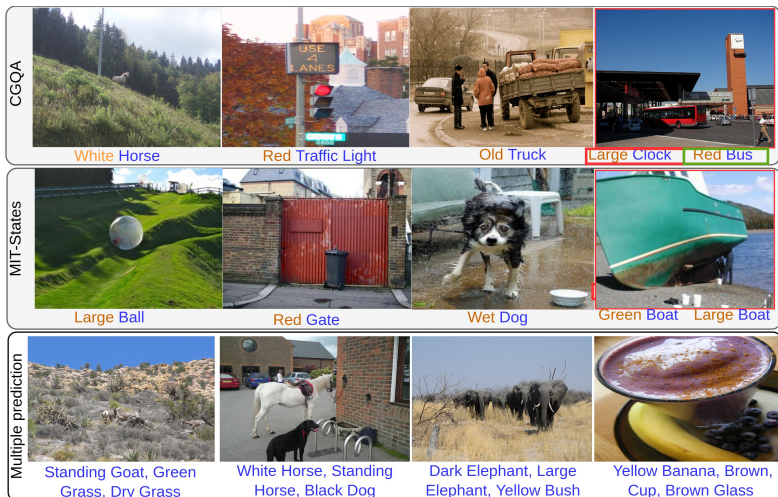 CGQA
USE
4
LANES
White Horse
Red Traffic Light
Old Truck
Large Clock Red Bus
MIT-States
Large Ball
Red Gate
Wet Dog
Green Boat Large Boat
Multiple prediction
Standing Goat, Green
Grass, Dry Grass
White Horse, Standing
Horse, Black Dog
Dark Elephant, Large
Elephant, Yellow Bush
Yellow Banana, Brown,
Cup, Brown Glass